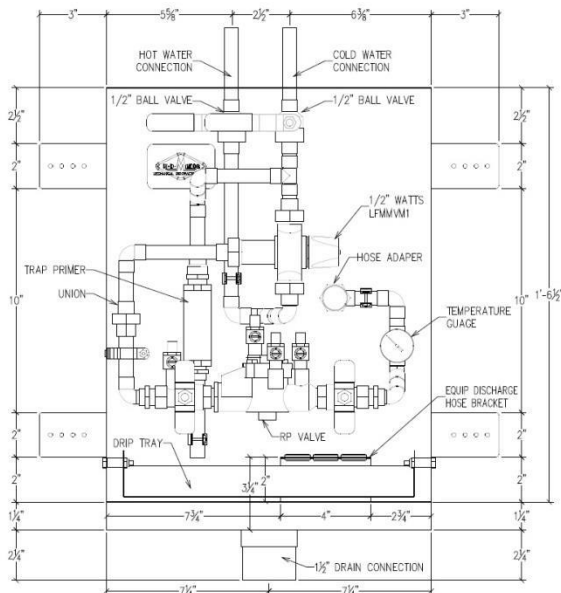 3" 5⅝" 2½" 6⅜" 3"
HOT WATER
CONNECTION
COLD WATER
CONNECTION
1/2" BALL VALVE
1/2" BALL VALVE
2½"
2½"
2"
2"
1/2" WATTS
LFMMVM1
HOSE ADAPER
TRAP PRIMER
UNION
10"
10"
1'-6½"
TEMPERATURE
GUAGE
EQUIP DISCHARGE
HOSE BRACKET
RP VALVE
2"
2"
DRIP TRAY
2"
3¼"
2"
2"
1¼"
7¾" 4" 2¾"
1¼"
2¼"
2¼"
1½" DRAIN CONNECTION
7¼" 7¼"